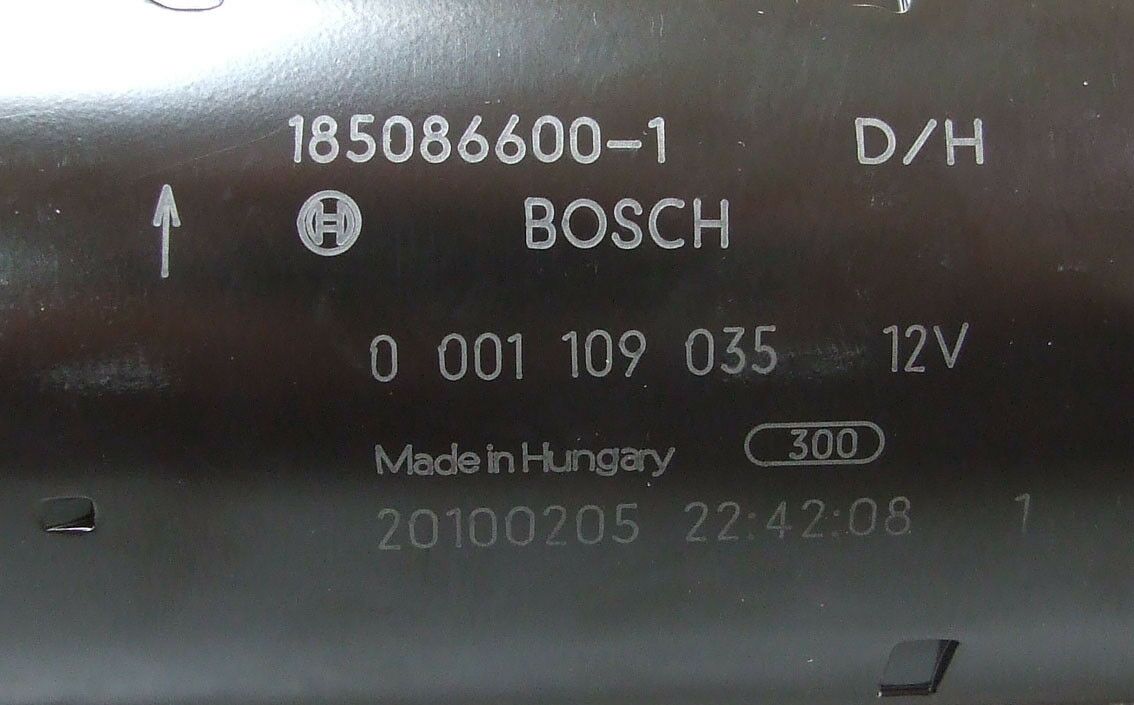 185086600-1 D/H
BOSCH
0 001 109 035 12V
Made in Hungary 300
20100205 22:42:08 1